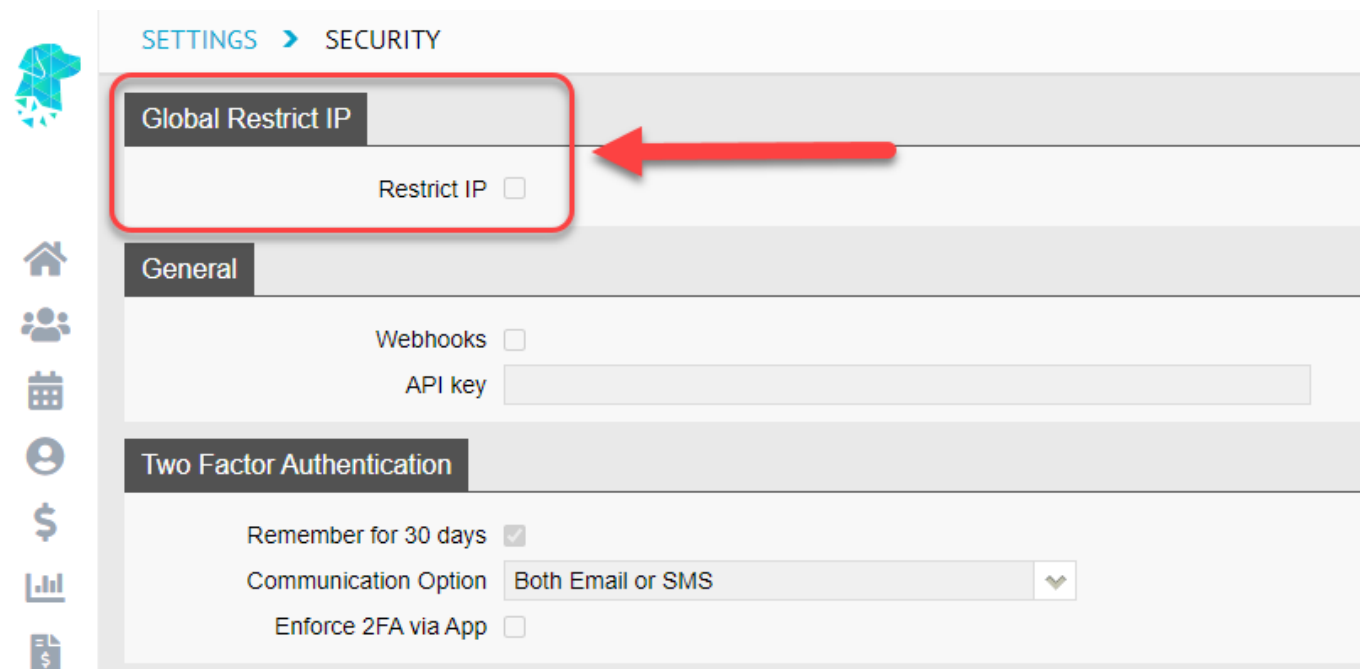 SETTINGS > SECURITY
Global Restrict IP
Restrict IP
General
Webhooks
API key
Two Factor Authentication
Remember for 30 days
Communication Option Both Email or SMS
Enforce 2FA via App